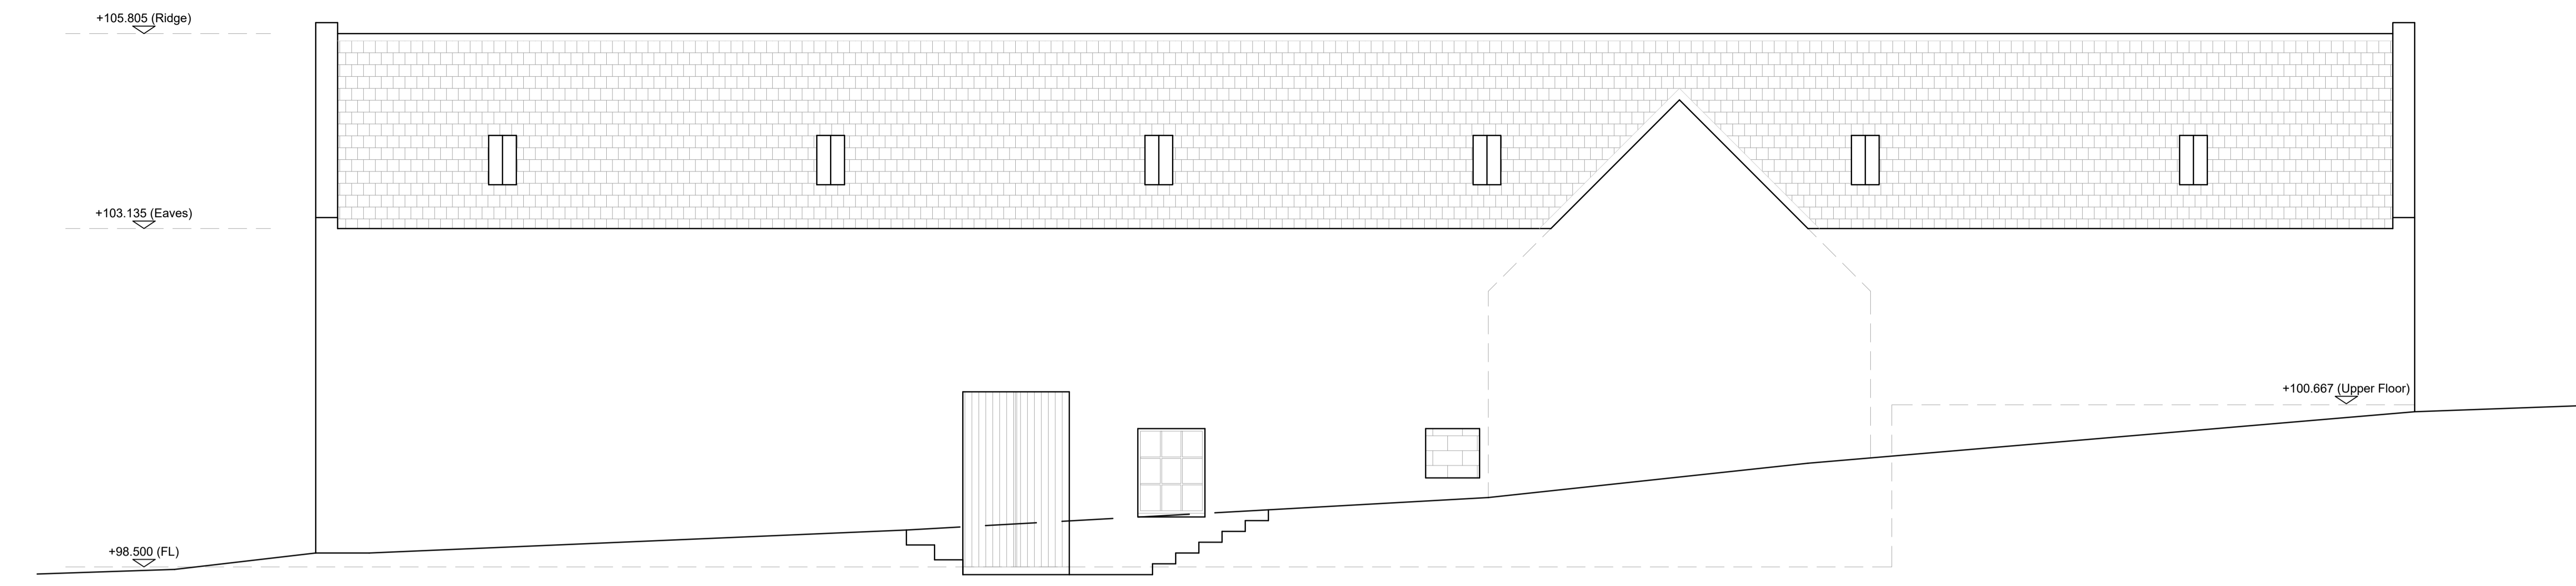 +105.805 (Ridge)
+103.135 (Eaves)
+100.667 (Upper Floor)
+98.500 (FL)